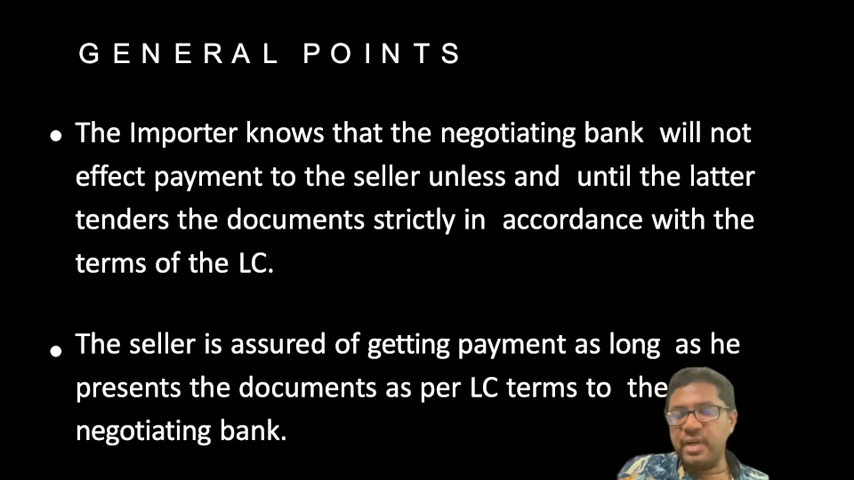 GENERAL POINTS
• The Importer knows that the negotiating bank will not
effect payment to the seller unless and until the latter
tenders the documents strictly in accordance with the
terms of the LC.
• The seller is assured of getting payment as long as he
presents the documents as per LC terms to the
negotiating bank.